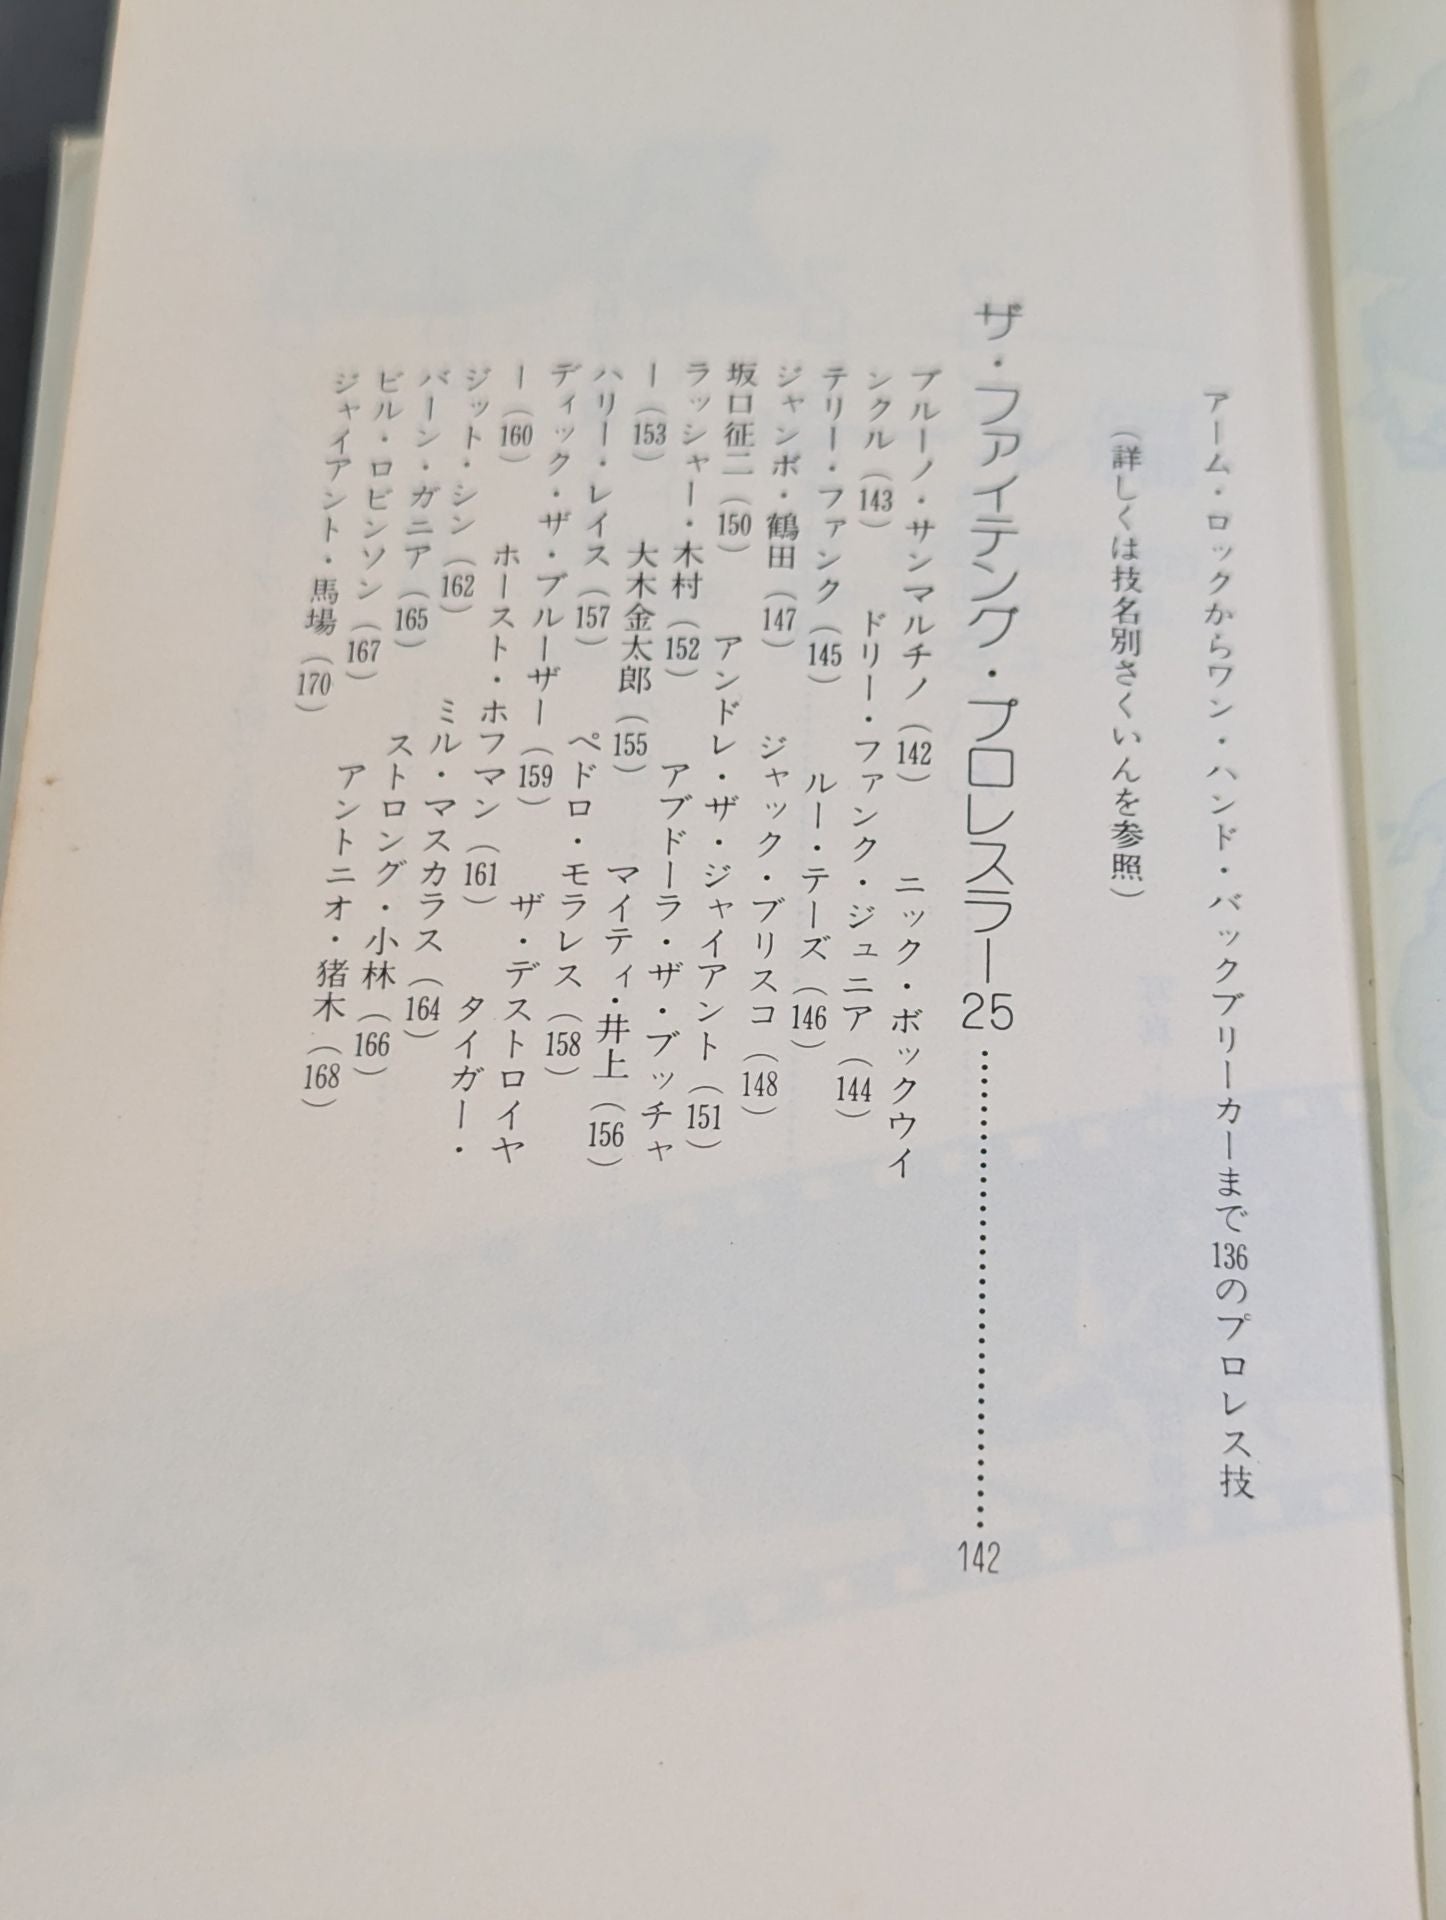 アーム・ロックからワン・ハンド・バックブリーカーまで136のプロレス技
(詳しくは技名別さくいんを参照)
ザ・ファイテング・プロレスラー25……………………………142
ブルーノ・サンマルチノ(142) ニック・ボックウイ
ンクル(143) ドリー・ファンク・ジュニア(144)
テリー・ファンク(145) ルー・テーズ(146)
ジャンボ・鶴田(147) ジャック・ブリスコ(148)
坂口征二(150) アンドレ・ザ・ジャイアント(151)
ラッシャー・木村(152) アブドーラ・ザ・ブッチャ
ー(153) 大木金太郎(155) マイティ・井上(156)
ハリー・レイス(157) ペドロ・モラレス(158)
ディック・ザ・ブルーザー(159) ザ・デストロイヤ
ー(160) ホースト・ホフマン(161) タイガー・
ジット・シン(162) ミル・マスカラス(164)
バーン・ガニア(165) ストロング・小林(166)
ビル・ロビンソン(167) アントニオ・猪木(168)
ジャイアント・馬場(170)